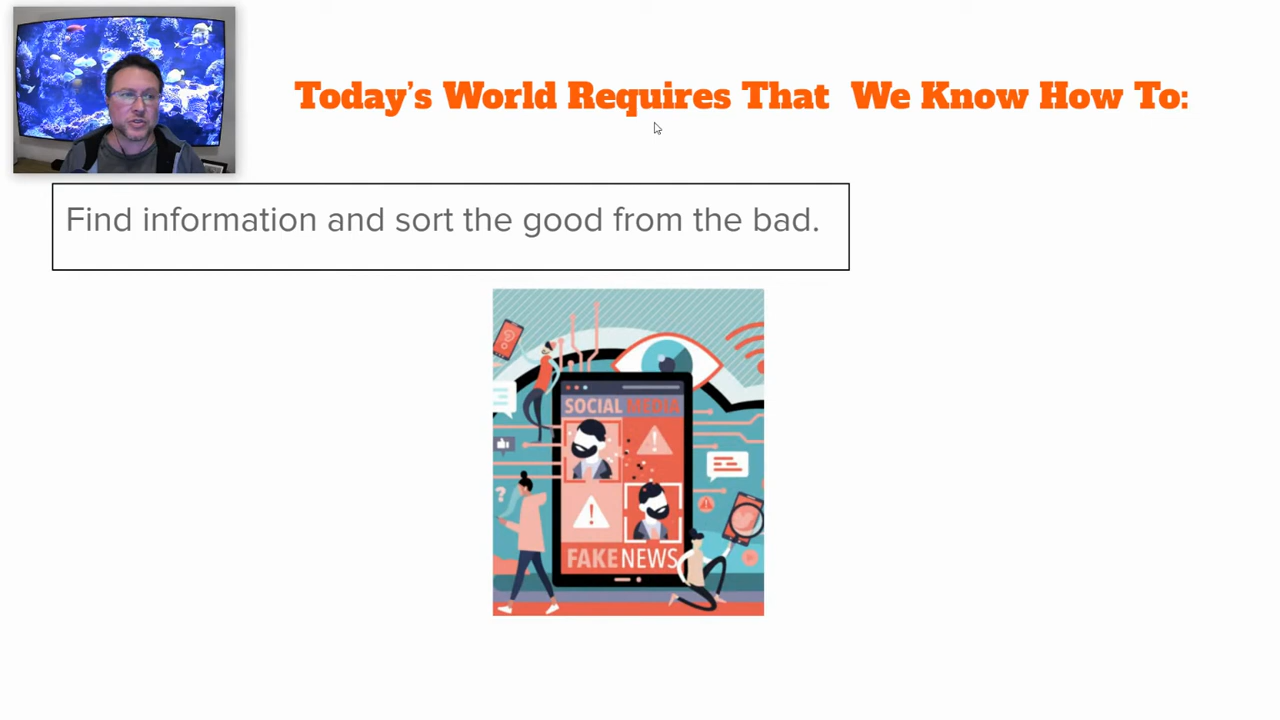 Today’s World Requires That We Know How To:
Find information and sort the good from the bad.
SOCIAL MEDIA
?
!
!
FAKE NEWS